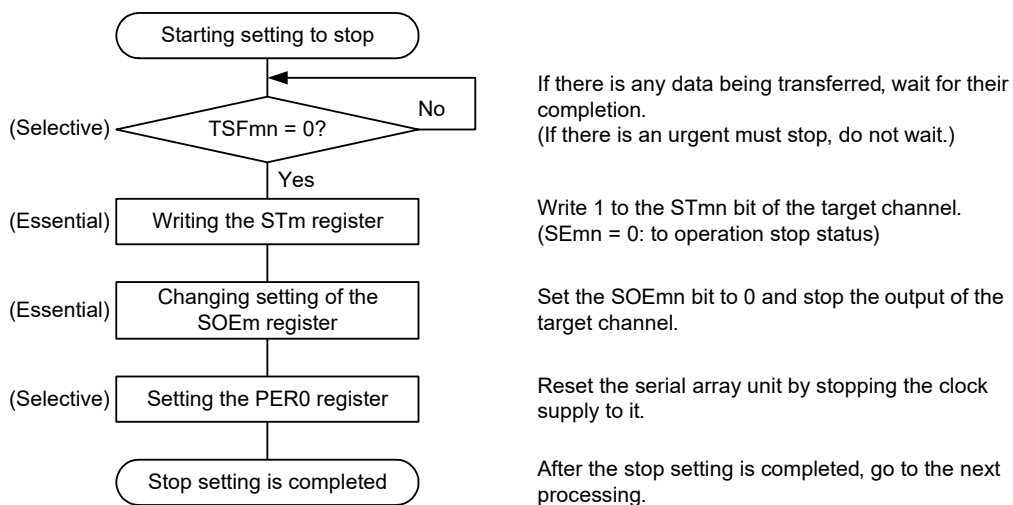 Starting setting to stop
If there is any data being transferred, wait for their
completion.
(If there is an urgent must stop, do not wait.)
No
(Selective)
TSFmn = 0?
Yes
(Essential)
Writing the STm register
Write 1 to the STmn bit of the target channel.
(SEmn = 0: to operation stop status)
(Essential)
Changing setting of the
SOEm register
Set the SOEmn bit to 0 and stop the output of the
target channel.
(Selective)
Setting the PER0 register
Reset the serial array unit by stopping the clock
supply to it.
Stop setting is completed
After the stop setting is completed, go to the next
processing.